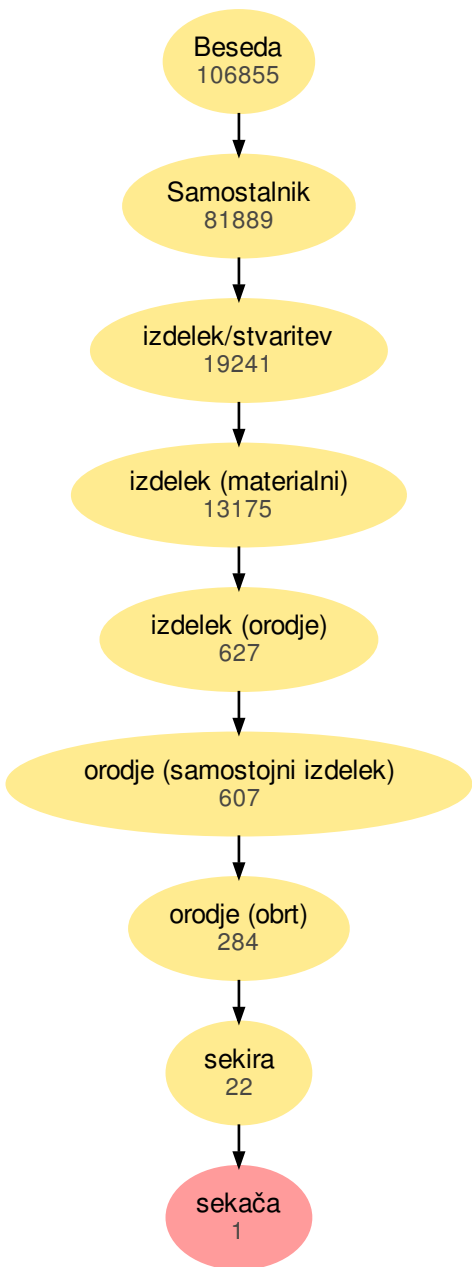 Beseda
106855
Samostalnik
81889
izdelek/stvaritev
19241
izdelek (materialni)
13175
izdelek (orodje)
627
orodje (samostojni izdelek)
607
orodje (obrt)
284
sekira
22
sekača
1